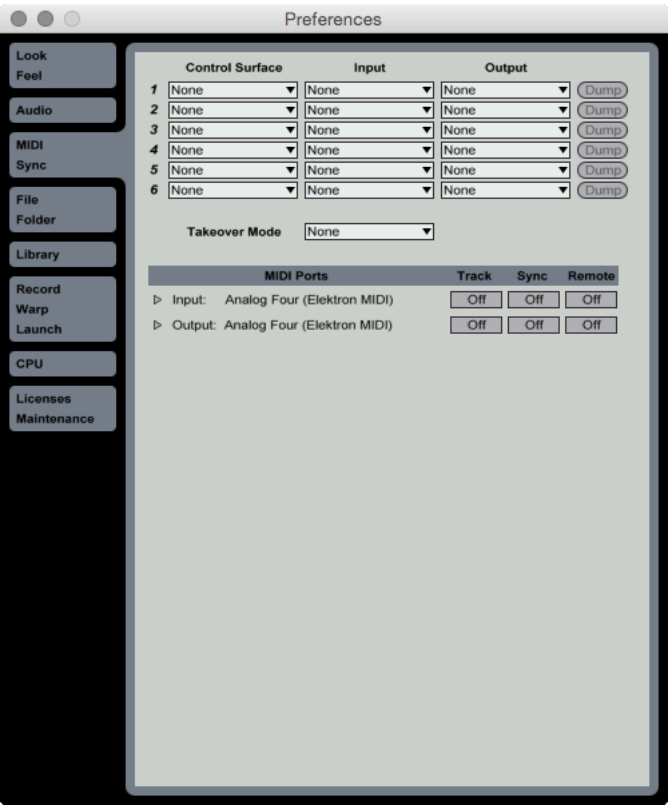 Preferences
Look
Feel
Audio
MIDI
Sync
File
Folder
Library
Record
Warp
Launch
CPU
Licenses
Maintenance
Control Surface Input Output
1 None None None Dump
2 None None None Dump
3 None None None Dump
4 None None None Dump
5 None None None Dump
6 None None None Dump
Takeover Mode None
MIDI Ports Track Sync Remote
Input: Analog Four (Elektron MIDI) Off Off Off
Output: Analog Four (Elektron MIDI) Off Off Off